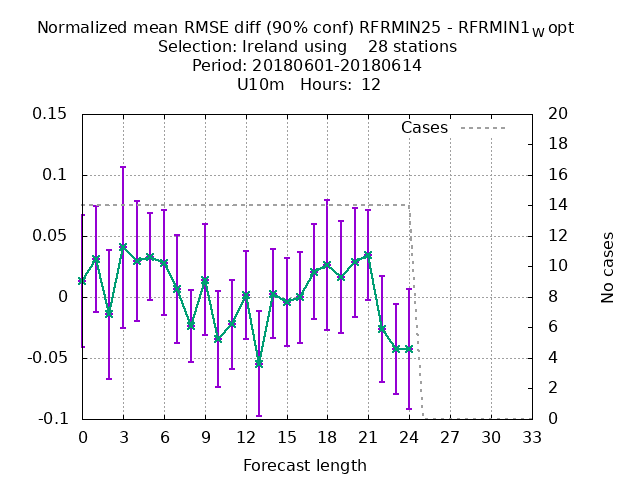 Normalized mean RMSE diff (90% conf) RFRMIN25 - RFRMIN1W opt
Selection: Ireland using 28 stations
Period: 20180601-20180614
U10m Hours: 12
Cases
0.15
0.1
0.05
0
-0.05
-0.1
20
18
16
14
12
10
8
6
4
2
0
No cases
0 3 6 9 12 15 18 21 24 27 30 33
Forecast length